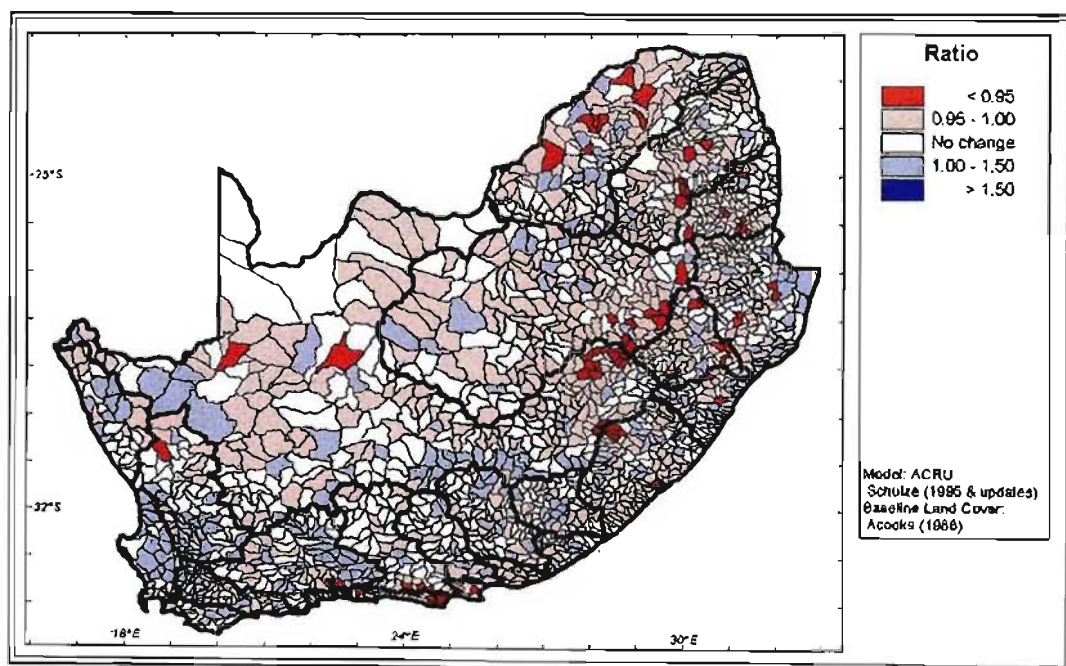 Ratio
< 0.95
0.95 - 1.00
No change
1.00 - 1.50
> 1.50
25°S
32°S
18°E
24°E
30°E
Model: ACRU
Schulze (1995 & updates)
Baseline Land Cover:
Acocks (1988)